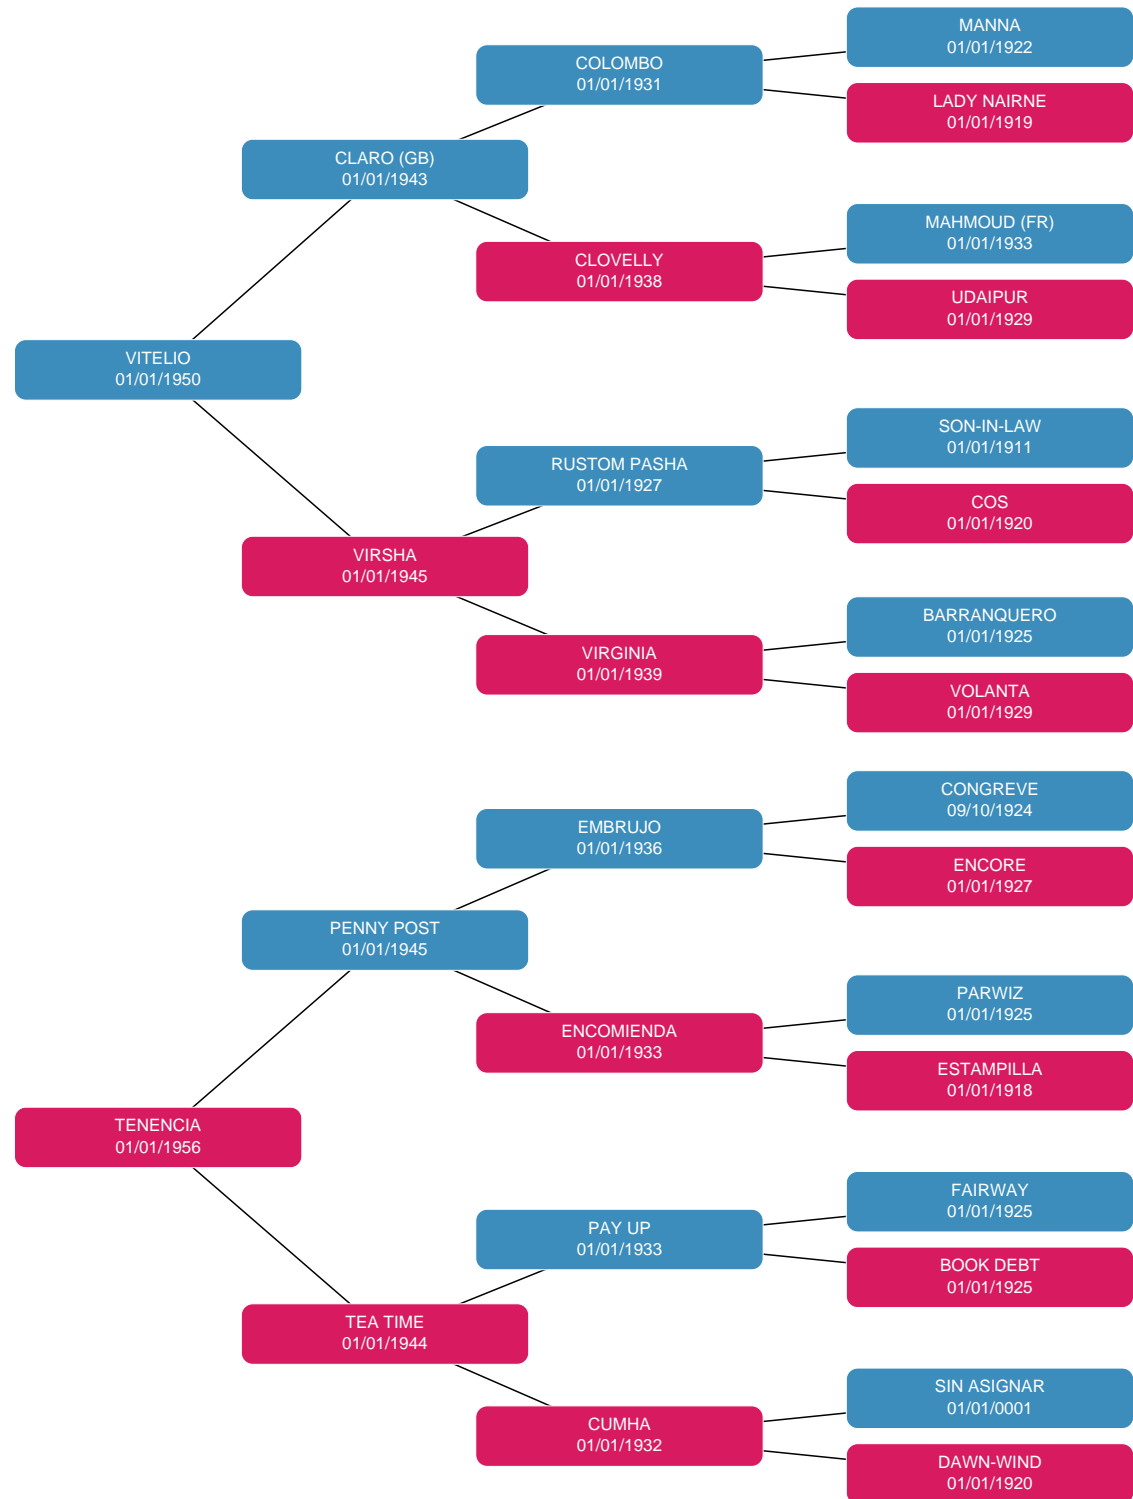 MANNA
01/01/1922
COLOMBO
01/01/1931
LADY NAIRNE
01/01/1919
CLARO (GB)
01/01/1943
MAHMOUD (FR)
01/01/1933
CLOVELLY
01/01/1938
UDAIPUR
01/01/1929
VITELIO
01/01/1950
SON-IN-LAW
01/01/1911
RUSTOM PASHA
01/01/1927
COS
01/01/1920
VIRSHA
01/01/1945
BARRANQUERO
01/01/1925
VIRGINIA
01/01/1939
VOLANTA
01/01/1929
CONGREVE
09/10/1924
EMBRUJO
01/01/1936
ENCORE
01/01/1927
PENNY POST
01/01/1945
PARWIZ
01/01/1925
ENCOMIENDA
01/01/1933
ESTAMPILLA
01/01/1918
TENENCIA
01/01/1956
FAIRWAY
01/01/1925
PAY UP
01/01/1933
BOOK DEBT
01/01/1925
TEA TIME
01/01/1944
SIN ASIGNAR
01/01/0001
CUMHA
01/01/1932
DAWN-WIND
01/01/1920